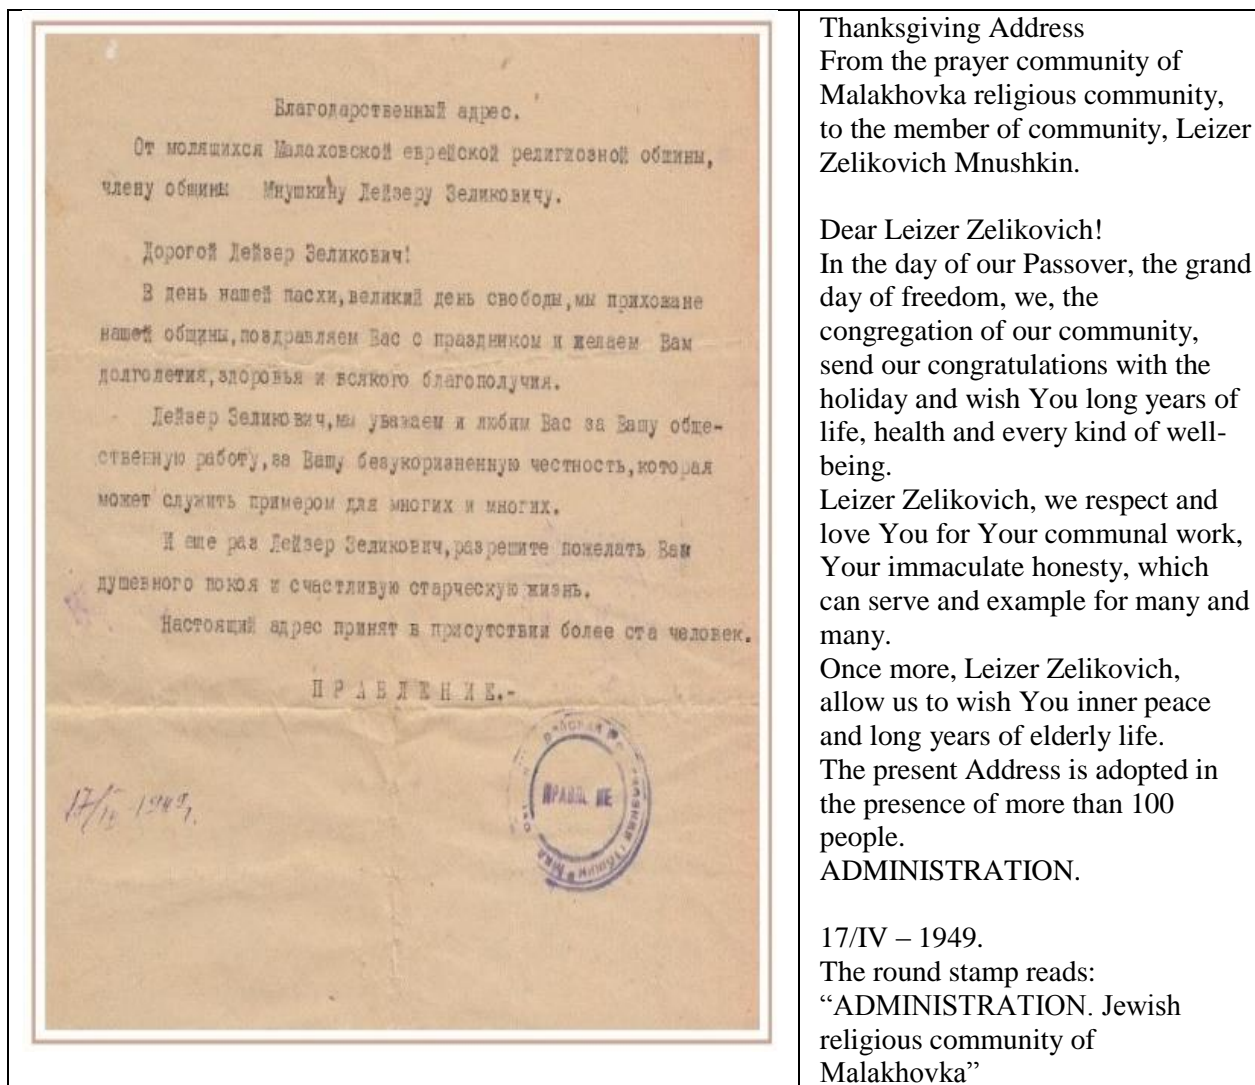 Благодарственный адрес.
От молящихся Малаховской еврейской религиозной общины,
члену общины Мнушкину Лейзеру Зеликовичу.
Дорогой Лейзер Зеликович!
В день нашей пасхи, великий день свободы, мы прихожане
нашей общины, поздравляем Вас с праздником и желаем Вам
долголетия, здоровья и всякого благополучия.
Лейзер Зеликович, мы уважаем и любим Вас за Вашу обще-
ственную работу, за Вашу безукоризненную честность, которая
может служить примером для многих и многих.
И еще раз Лейзер Зеликович, разрешите пожелать Вам
душевного покоя и счастливую старческую жизнь.
Настоящий адрес принят в присутствии более ста человек.
ПРАВЛЕНИЕ.-
17/IV 1949.
Thanksgiving Address
From the prayer community of
Malakhovka religious community,
to the member of community, Leizer
Zelikovich Mnushkin.
Dear Leizer Zelikovich!
In the day of our Passover, the grand
day of freedom, we, the
congregation of our community,
send our congratulations with the
holiday and wish You long years of
life, health and every kind of well-
being.
Leizer Zelikovich, we respect and
love You for Your communal work,
Your immaculate honesty, which
can serve and example for many and
many.
Once more, Leizer Zelikovich,
allow us to wish You inner peace
and long years of elderly life.
The present Address is adopted in
the presence of more than 100
people.
ADMINISTRATION.
17/IV – 1949.
The round stamp reads:
“ADMINISTRATION. Jewish
religious community of
Malakhovka”